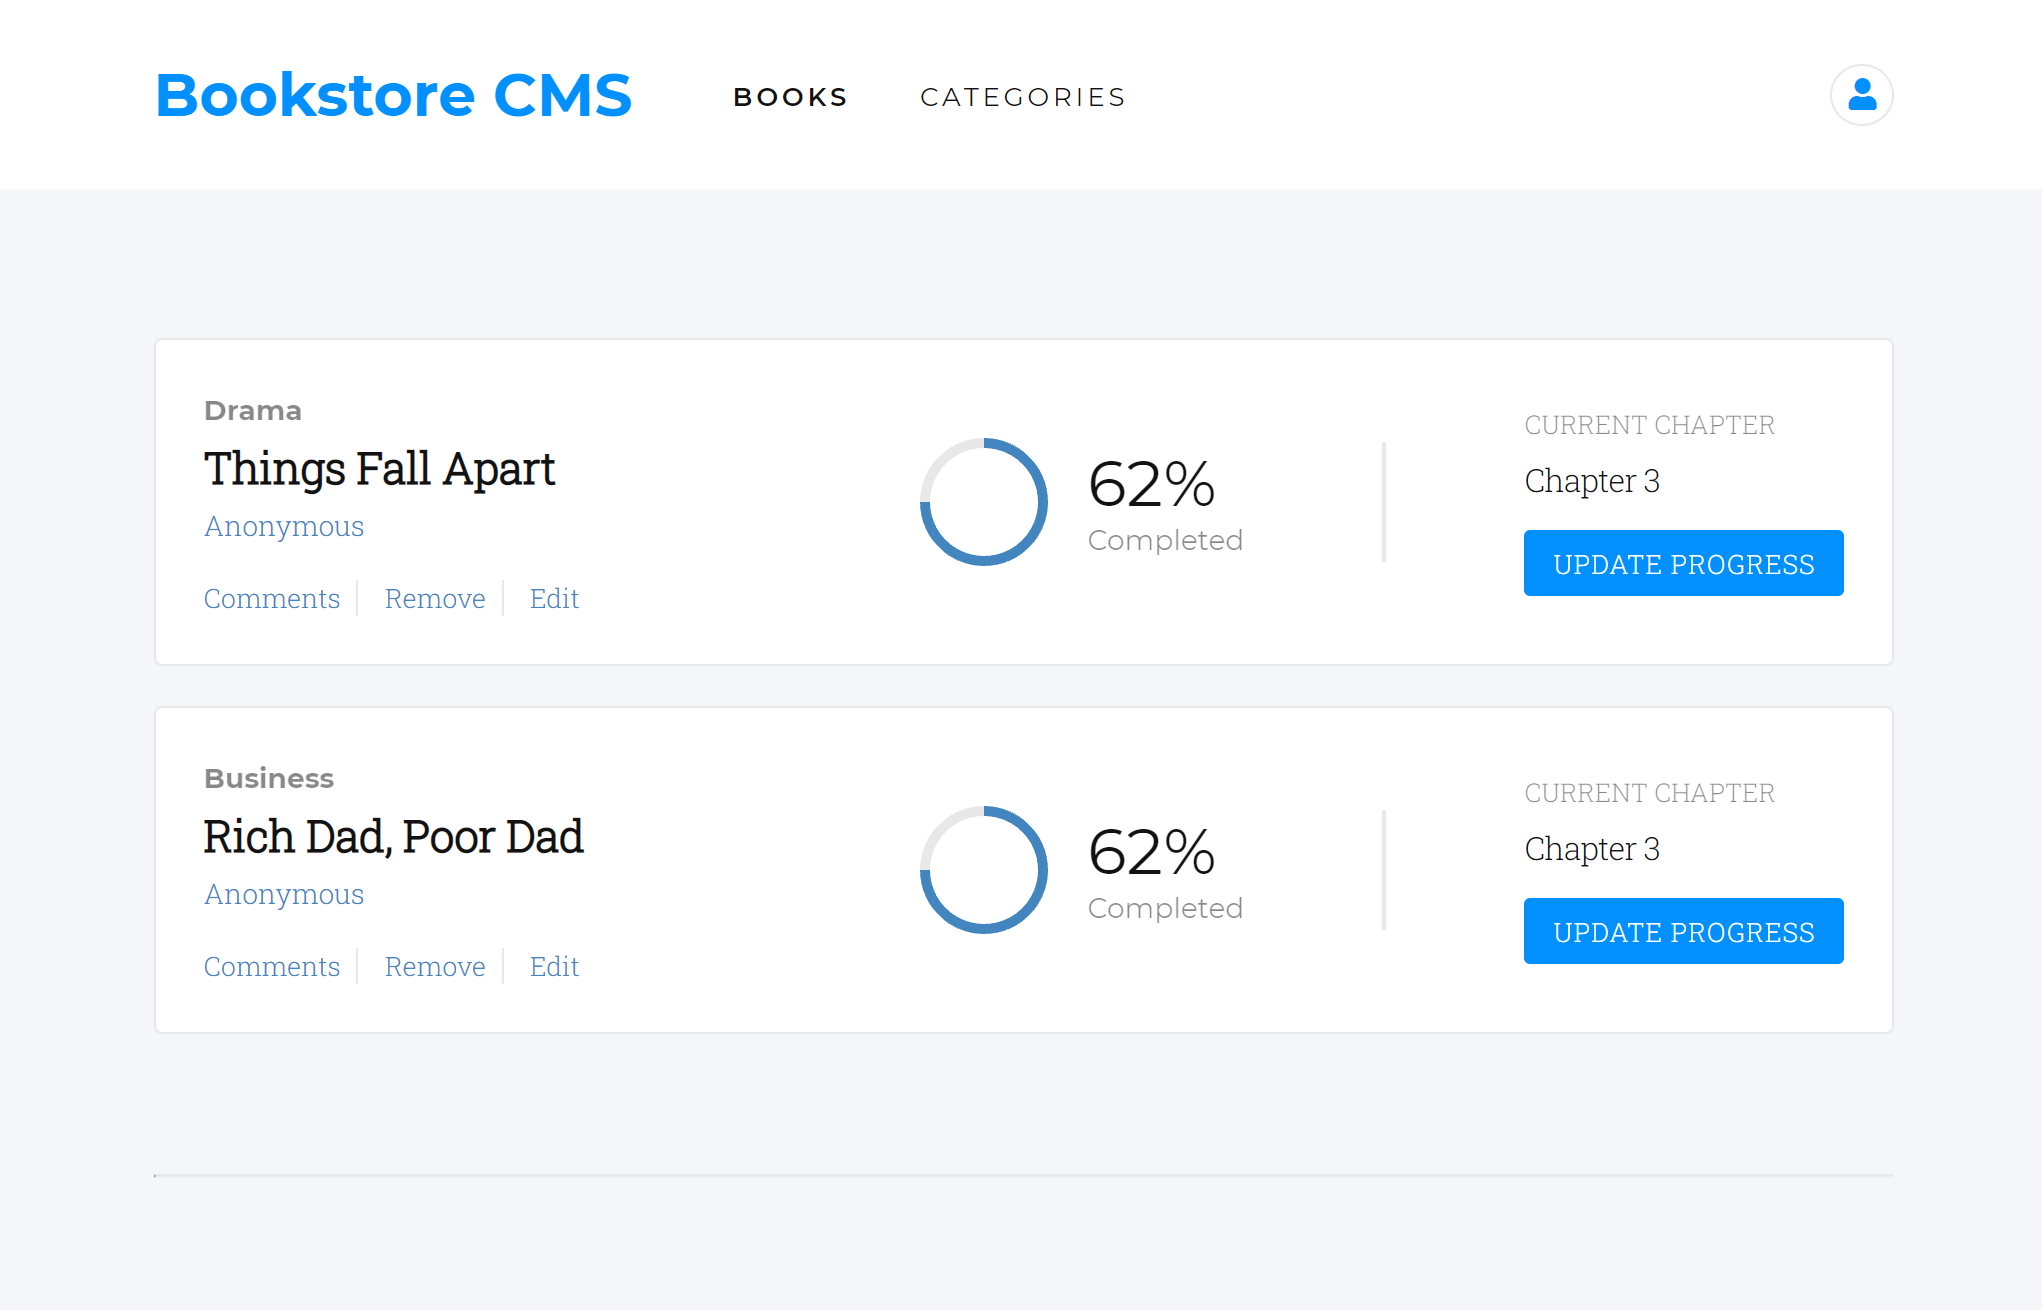 Bookstore CMS
BOOKS
CATEGORIES
Drama
Things Fall Apart
Anonymous
Comments
Remove
Edit
62%
Completed
CURRENT CHAPTER
Chapter 3
UPDATE PROGRESS
Business
Rich Dad, Poor Dad
Anonymous
Comments
Remove
Edit
62%
Completed
CURRENT CHAPTER
Chapter 3
UPDATE PROGRESS